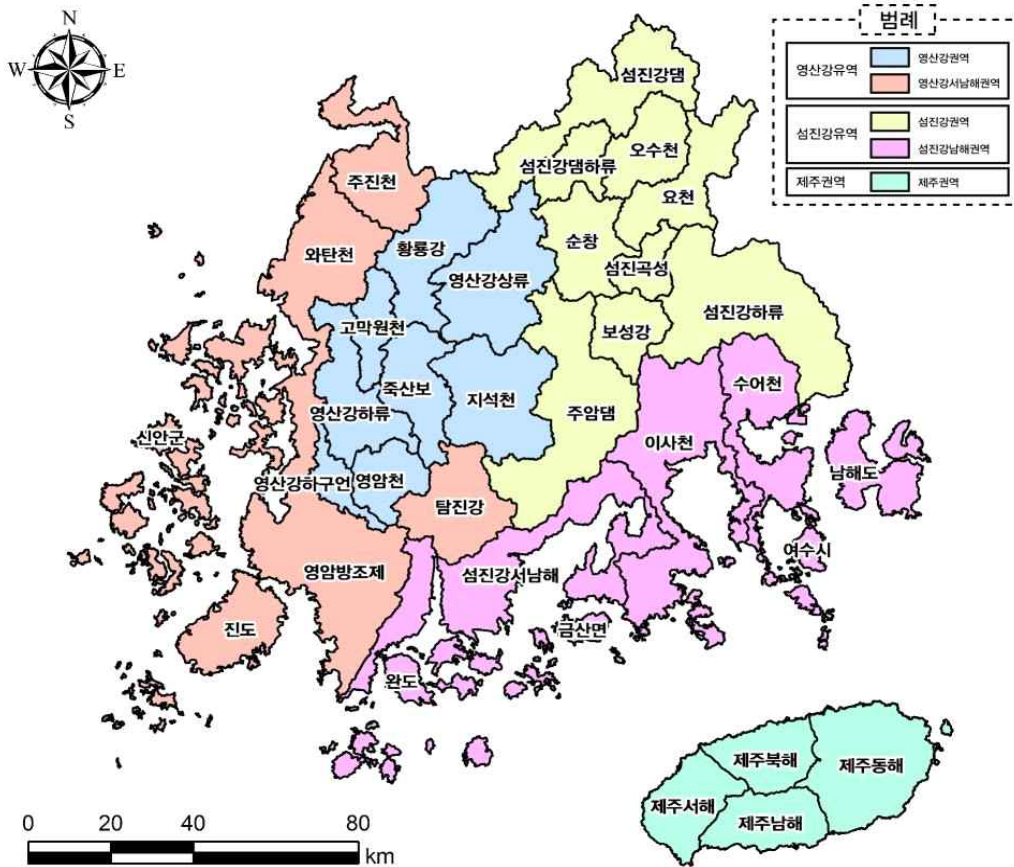 N
W E
S
범례
영산강유역
영산강권역
영산강서남해권역
섬진강유역
섬진강권역
섬진강남해권역
제주권역
제주권역
섬진강댐
오수천
섬진강댐하류
주진천
요천
황룡강
순창
와탄천
영산강상류
섬진곡성
섬진강하류
고막원천
보성강
죽산보
지석천
수어천
영산강하류
주암댐
이사천
신안군
남해도
영산강하구언
영암천
탐진강
여수시
영암방조제
섬진강서남해
진도
금산면
완도
제주북해
제주동해
제주서해
제주남해
0 20 40 80
km